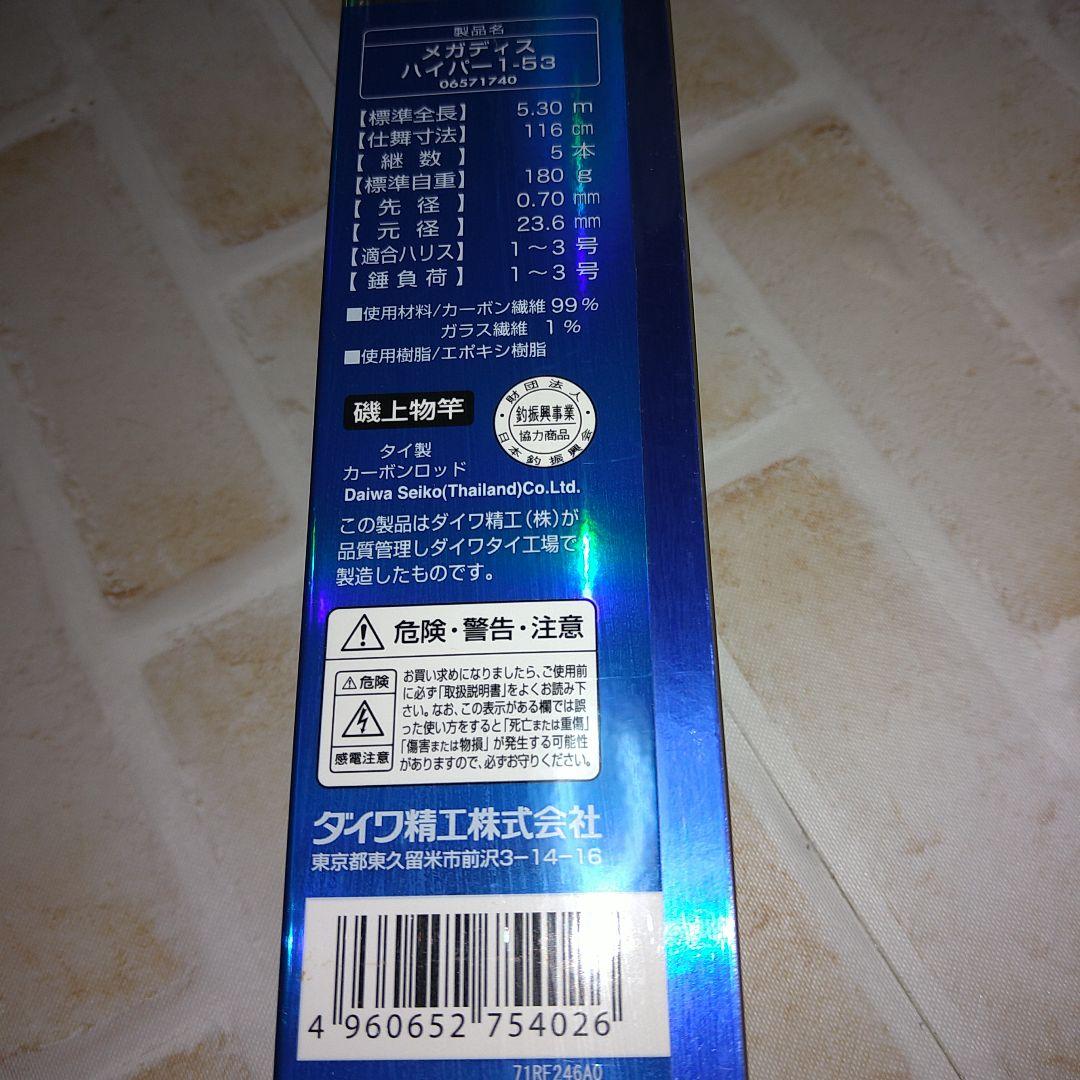 製品名
メガディス
ハイパー1-53
06571740
【標準全長】 5.30 m
【仕舞寸法】 116 cm
【継数】 5 本
【標準自重】 180 g
【先径】 0.70 mm
【元径】 23.6 mm
【適合ハリス】 1～3 号
【錘負荷】 1～3 号
■使用材料/カーボン繊維 99%
ガラス繊維 1%
■使用樹脂/エポキシ樹脂
磯上物竿
財団法人
釣振興事業
協力商品
日本釣振興会
タイ製
カーボンロッド
Daiwa Seiko(Thailand)Co.Ltd.
この製品はダイワ精工(株)が
品質管理しダイワタイ工場で
製造したものです。
危険・警告・注意
危険
感電注意
お買い求めになりましたら、ご使用前
に必ず「取扱説明書」をよくお読み下
さい。なお、この表示がある欄では誤
った使い方をすると「死亡または重傷」
「傷害または物損」が発生する可能性
がありますので、必ずお守りください。
ダイワ精工株式会社
東京都東久留米市前沢3-14-16
4 960652 754026
71RF246A0